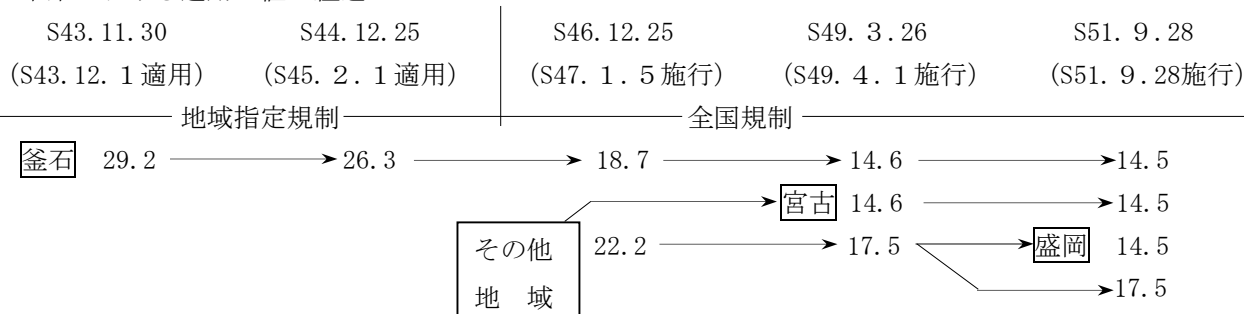 S43.11.30 S44.12.25 S46.12.25 S49.３.26 S51.９.28
(S43.12.１適用) (S45.２.１適用) (S47.１.５施行) (S49.４.１施行) (S51.９.28施行)
地域指定規制 全国規制
釜石 29.2 26.3 18.7 14.6 14.5
宮古 14.6 14.5
その他 22.2 17.5 盛岡 14.5
地　域 17.5